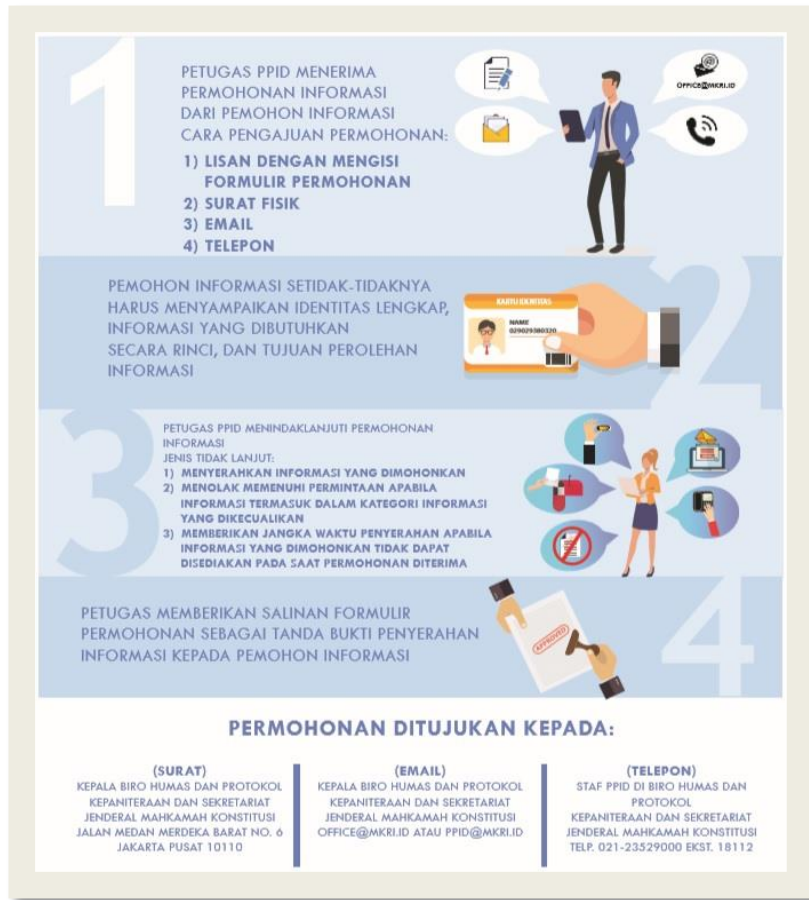 1
PETUGAS PPID MENERIMA
PERMOHONAN INFORMASI
DARI PEMOHON INFORMASI
CARA PENGAJUAN PERMOHONAN:
1) LISAN DENGAN MENGISI
FORMULIR PERMOHONAN
2) SURAT FISIK
3) EMAIL
4) TELEPON
OFFICE@MKRI.ID
2
PEMOHON INFORMASI SETIDAK-TIDAKNYA
HARUS MENYAMPAIKAN IDENTITAS LENGKAP,
INFORMASI YANG DIBUTUHKAN
SECARA RINCI, DAN TUJUAN PEROLEHAN
INFORMASI
KARTU IDENTITAS
NAME
029029380320
3
PETUGAS PPID MENINDAKLANJUTI PERMOHONAN
INFORMASI
JENIS TIDAK LANJUT:
1) MENYERAHKAN INFORMASI YANG DIMOHONKAN
2) MENOLAK MEMENUHI PERMINTAAN APABILA
INFORMASI TERMASUK DALAM KATEGORI INFORMASI
YANG DIKECUALIKAN
3) MEMBERIKAN JANGKA WAKTU PENYERAHAN APABILA
INFORMASI YANG DIMOHONKAN TIDAK DAPAT
DISEDIAKAN PADA SAAT PERMOHONAN DITERIMA
4
PETUGAS MEMBERIKAN SALINAN FORMULIR
PERMOHONAN SEBAGAI TANDA BUKTI PENYERAHAN
INFORMASI KEPADA PEMOHON INFORMASI
APPROVED
PERMOHONAN DITUJUKAN KEPADA:
(SURAT)
KEPALA BIRO HUMAS DAN PROTOKOL
KEPANITERAAN DAN SEKRETARIAT
JENDERAL MAHKAMAH KONSTITUSI
JALAN MEDAN MERDEKA BARAT NO. 6
JAKARTA PUSAT 10110
(EMAIL)
KEPALA BIRO HUMAS DAN PROTOKOL
KEPANITERAAN DAN SEKRETARIAT
JENDERAL MAHKAMAH KONSTITUSI
OFFICE@MKRI.ID ATAU PPID@MKRI.ID
(TELEPON)
STAF PPID DI BIRO HUMAS DAN
PROTOKOL
KEPANITERAAN DAN SEKRETARIAT
JENDERAL MAHKAMAH KONSTITUSI
TELP. 021-23529000 EKST. 18112